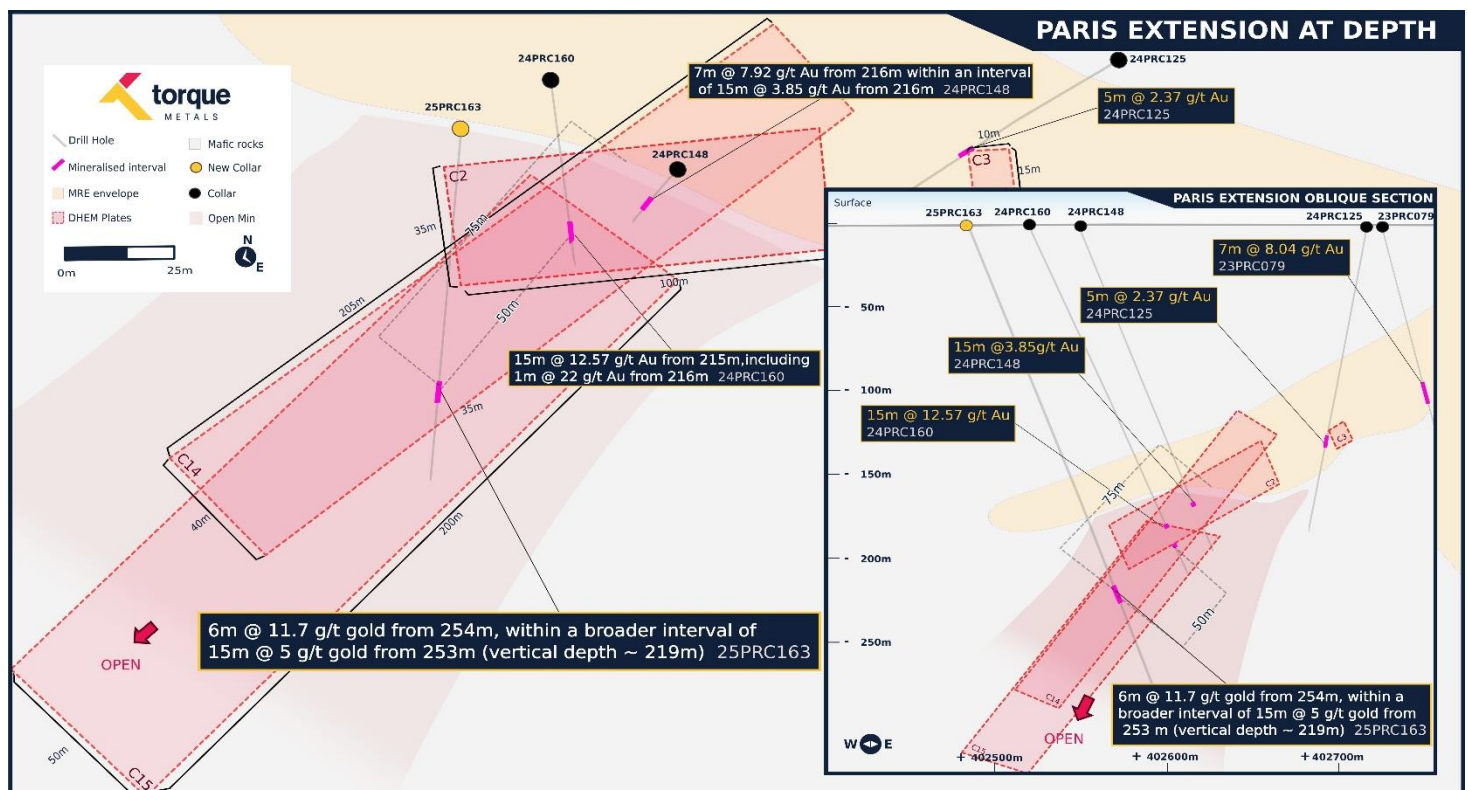 PARIS EXTENSION AT DEPTH
torque
METALS
Drill Hole
Mafic rocks
Mineralised interval
New Collar
MRE envelope
Collar
DHEM Plates
Open Min
0m
25m
N
E
24PRC160
25PRC163
24PRC148
24PRC125
7m @ 7.92 g/t Au from 216m within an interval
of 15m @ 3.85 g/t Au from 216m 24PRC148
5m @ 2.37 g/t Au
24PRC125
10m
C3
15m
C2
35m
75m
100m
205m
50m
15m @ 12.57 g/t Au from 215m,including
1m @ 22 g/t Au from 216m 24PRC160
35m
C14
40m
200m
6m @ 11.7 g/t gold from 254m, within a broader interval of
15m @ 5 g/t gold from 253m (vertical depth ~ 219m) 25PRC163
OPEN
50m
C15
PARIS EXTENSION OBLIQUE SECTION
Surface
25PRC163
24PRC160
24PRC148
24PRC125
23PRC079
7m @ 8.04 g/t Au
23PRC079
5m @ 2.37 g/t Au
24PRC125
15m @3.85g/t Au
24PRC148
15m @ 12.57 g/t Au
24PRC160
- 50m
- 100m
- 150m
- 200m
- 250m
C3
75m
50m
C14
C15
6m @ 11.7 g/t gold from 254m, within a
broader interval of 15m @ 5 g/t gold from
253 m (vertical depth ~ 219m) 25PRC163
OPEN
W E
+ 402500m
+ 402600m
+ 402700m